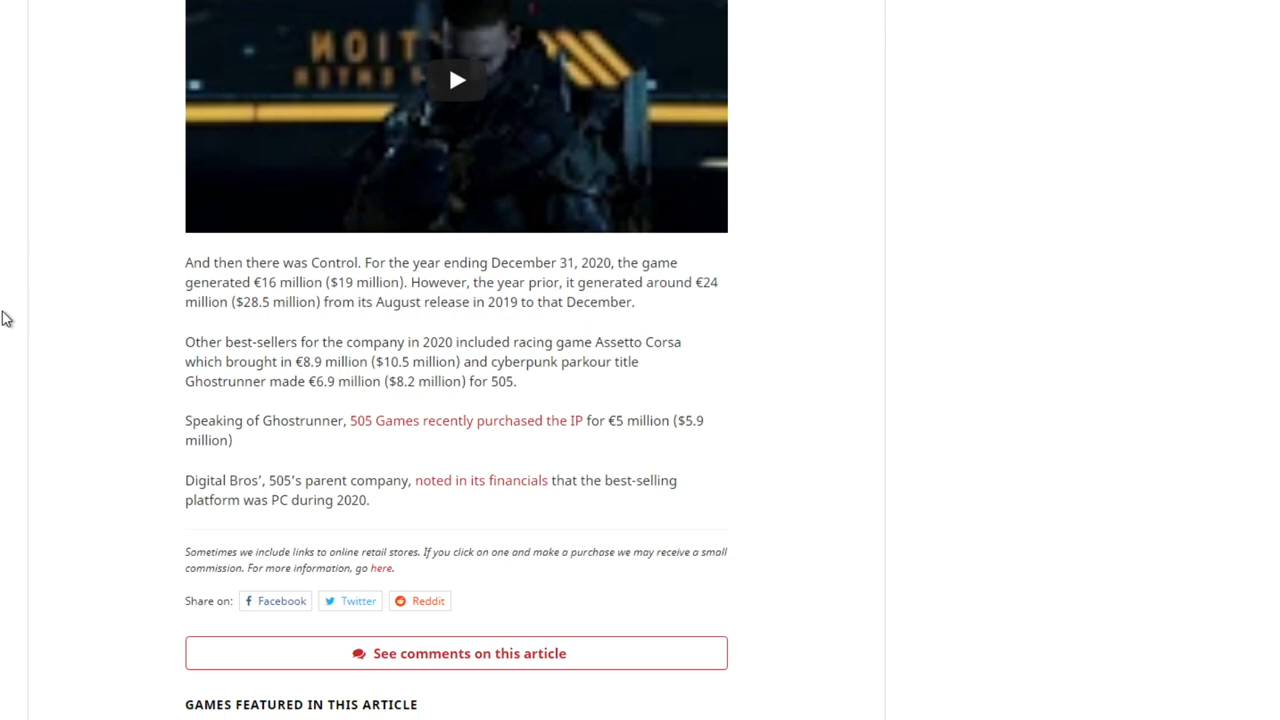 And then there was Control. For the year ending December 31, 2020, the game
generated €16 million ($19 million). However, the year prior, it generated around €24
million ($28.5 million) from its August release in 2019 to that December.
Other best-sellers for the company in 2020 included racing game Assetto Corsa
which brought in €8.9 million ($10.5 million) and cyberpunk parkour title
Ghostrunner made €6.9 million ($8.2 million) for 505.
Speaking of Ghostrunner, 505 Games recently purchased the IP for €5 million ($5.9
million)
Digital Bros’, 505’s parent company, noted in its financials that the best-selling
platform was PC during 2020.
Sometimes we include links to online retail stores. If you click on one and make a purchase we may receive a small
commission. For more information, go here.
Share on: Facebook Twitter Reddit
See comments on this article
GAMES FEATURED IN THIS ARTICLE